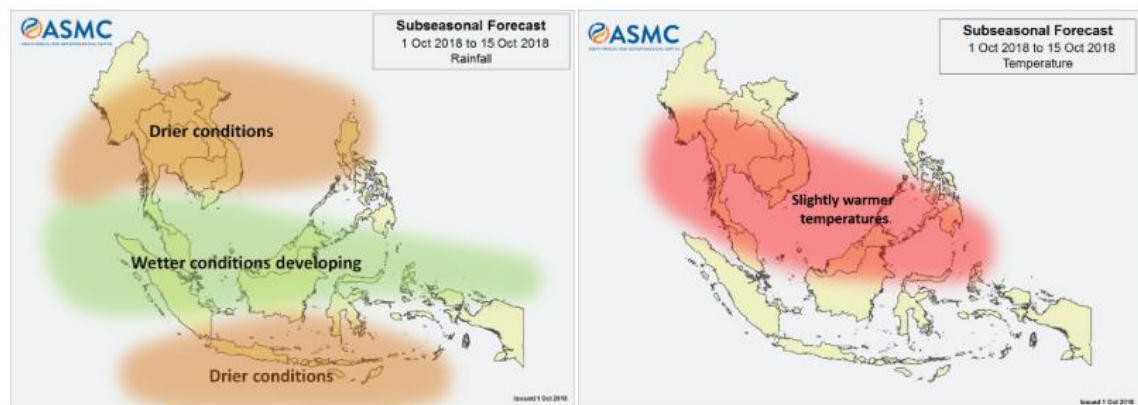 ASMC
Subseasonal Forecast
1 Oct 2018 to 15 Oct 2018
Rainfall
Drier conditions
Wetter conditions developing
Drier conditions
Issued 1 Oct 2018
ASMC
Subseasonal Forecast
1 Oct 2018 to 15 Oct 2018
Temperature
Slightly warmer
temperatures
Issued 1 Oct 2018